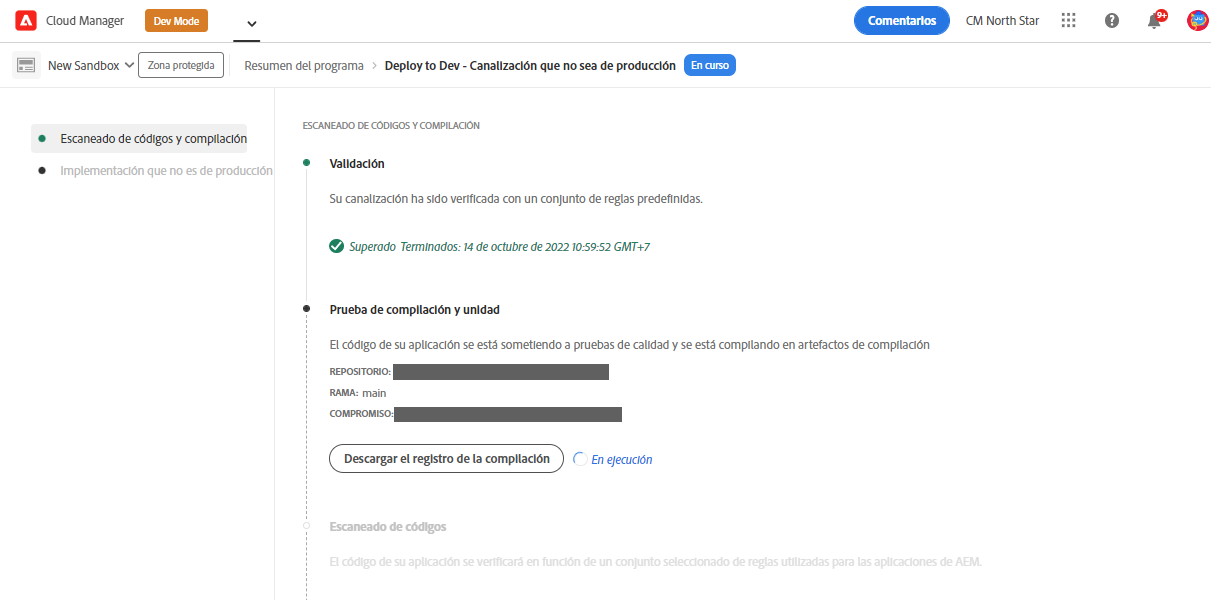 Cloud Manager Dev Mode Comentarios CM North Star 9+
New Sandbox Zona protegida Resumen del programa > Deploy to Dev - Canalización que no sea de producción En curso
Escaneado de códigos y compilación
Implementación que no es de producción
ESCANEADO DE CÓDIGOS Y COMPILACIÓN
Validación
Su canalización ha sido verificada con un conjunto de reglas predefinidas.
Superado Terminados: 14 de octubre de 2022 10:59:52 GMT+7
Prueba de compilación y unidad
El código de su aplicación se está sometiendo a pruebas de calidad y se está compilando en artefactos de compilación
REPOSITORIO:
RAMA: main
COMPROMISO:
Descargar el registro de la compilación En ejecución
Escaneado de códigos
El código de su aplicación se verificará en función de un conjunto seleccionado de reglas utilizadas para las aplicaciones de AEM.